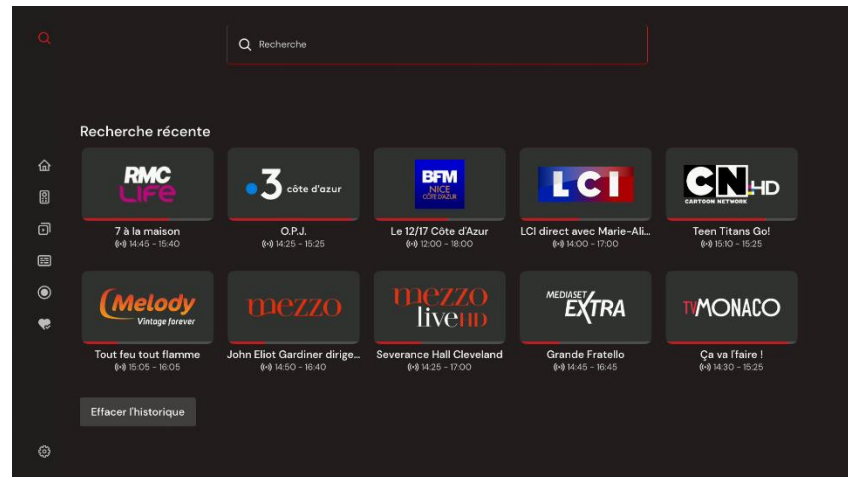 Recherche
Recherche récente
RMC
LIFE
3 côte d'azur
BFM
NICE
CÔTE D'AZUR
LCI
CN HD
CARTOON NETWORK
7 à la maison
14:45 - 15:40
O.P.J.
14:25 - 15:25
Le 12/17 Côte d'Azur
12:00 - 18:00
LCI direct avec Marie-Ali...
14:00 - 17:00
Teen Titans Go!
15:10 - 15:25
Melody
Vintage forever
mezzo
mezzo
live HD
MEDIASET
EXTRA
TVMONACO
Tout feu tout flamme
15:05 - 16:05
John Eliot Gardiner dirige...
14:50 - 16:40
Severance Hall Cleveland
14:25 - 17:00
Grande Fratello
14:45 - 16:45
Ça va l'faire !
14:30 - 15:25
Effacer l'historique